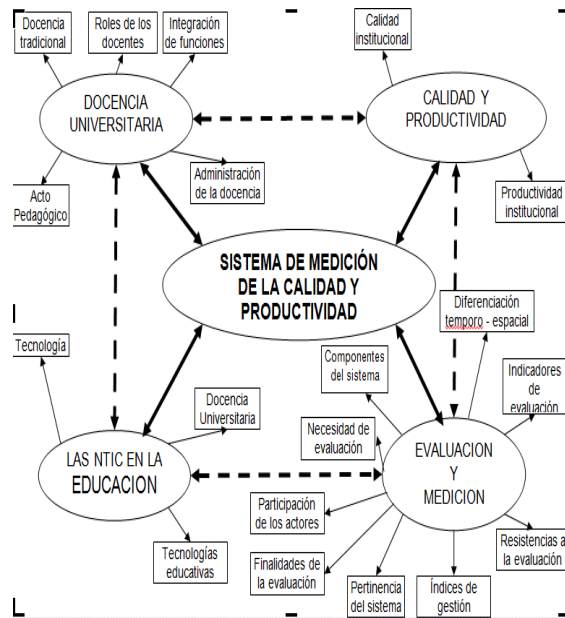 Docencia
tradicional
Roles de los
docentes
Integración
de funciones
Calidad
institucional
DOCENCIA
UNIVERSITARIA
CALIDAD Y
PRODUCTIVIDAD
Acto
Pedagógico
Administración
de la docencia
Productividad
institucional
SISTEMA DE MEDICIÓN
DE LA CALIDAD Y
PRODUCTIVIDAD
Diferenciación
temporo - espacial
Tecnología
Componentes
del sistema
Indicadores
de
evaluación
Docencia
Universitaria
Necesidad de
evaluación
LAS NTIC EN LA
EDUCACION
EVALUACION
Y
MEDICION
Participación
de los actores
Tecnologías
educativas
Finalidades de
la evaluación
Pertinencia
del sistema
Índices de
gestión
Resistencias a
la evaluación